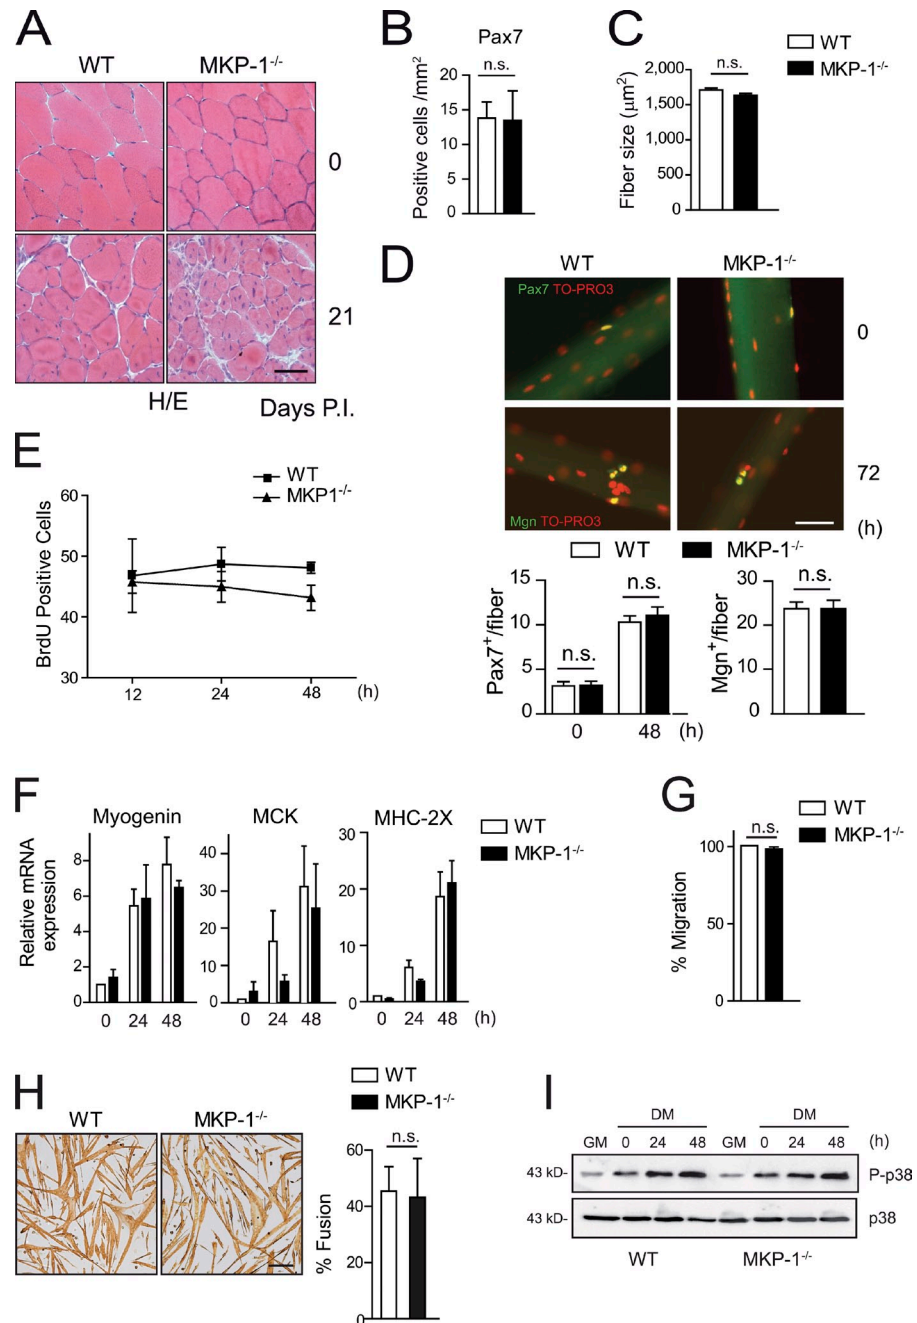 A
WT MKP-1-/-
0
21
H/E Days P.I.
B
Pax7
n.s.
Positive cells /mm2
20
15
10
5
0
C
WT
MKP-1-/-
n.s.
Fiber size (μm2)
2,000
1,500
1,000
500
0
D
WT MKP-1-/-
Pax7 TO-PRO3
0
Mgn TO-PRO3
72
(h)
WT MKP-1-/-
Pax7+/fiber
15
10
5
0
n.s.
n.s.
0 48 (h)
Mgn+/fiber
30
20
10
0
n.s.
E
WT
MKP1-/-
BrdU Positive Cells
60
50
40
30
12 24 48 (h)
F
Myogenin MCK MHC-2X
WT
MKP-1-/-
Relative mRNA
expression
8
6
4
2
0
0 24 48
40
30
20
10
0
0 24 48
30
20
10
0
0 24 48 (h)
G
WT
MKP-1-/-
n.s.
% Migration
100
50
0
H
WT MKP-1-/-
WT
MKP-1-/-
n.s.
% Fusion
60
40
20
0
I
DM DM
GM 0 24 48 GM 0 24 48 (h)
43 kD- P-p38
43 kD- p38
WT MKP-1-/-